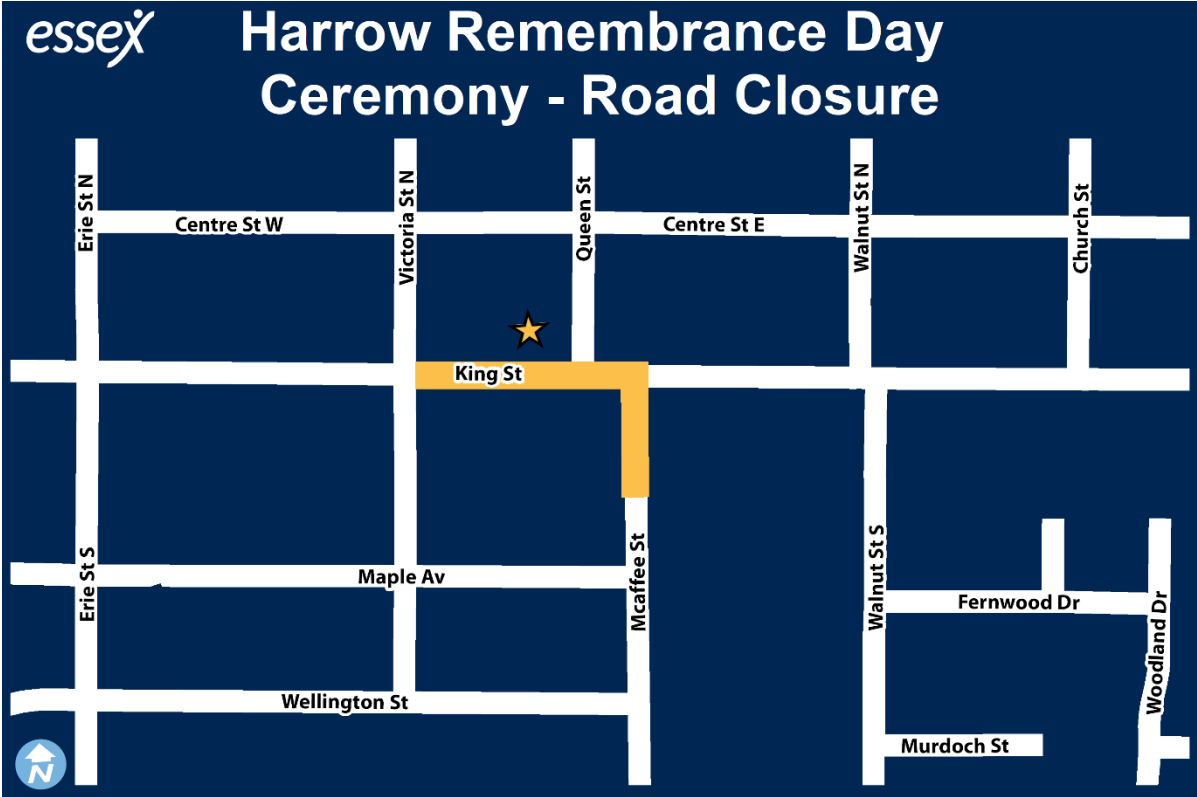 essex
Harrow Remembrance Day
Ceremony - Road Closure
Erie St N
Centre St W
Victoria St N
Queen St
Centre St E
Walnut St N
Church St
King St
Erie St S
Maple Av
Mcaffee St
Walnut St S
Fernwood Dr
Woodland Dr
Wellington St
Murdoch St
N